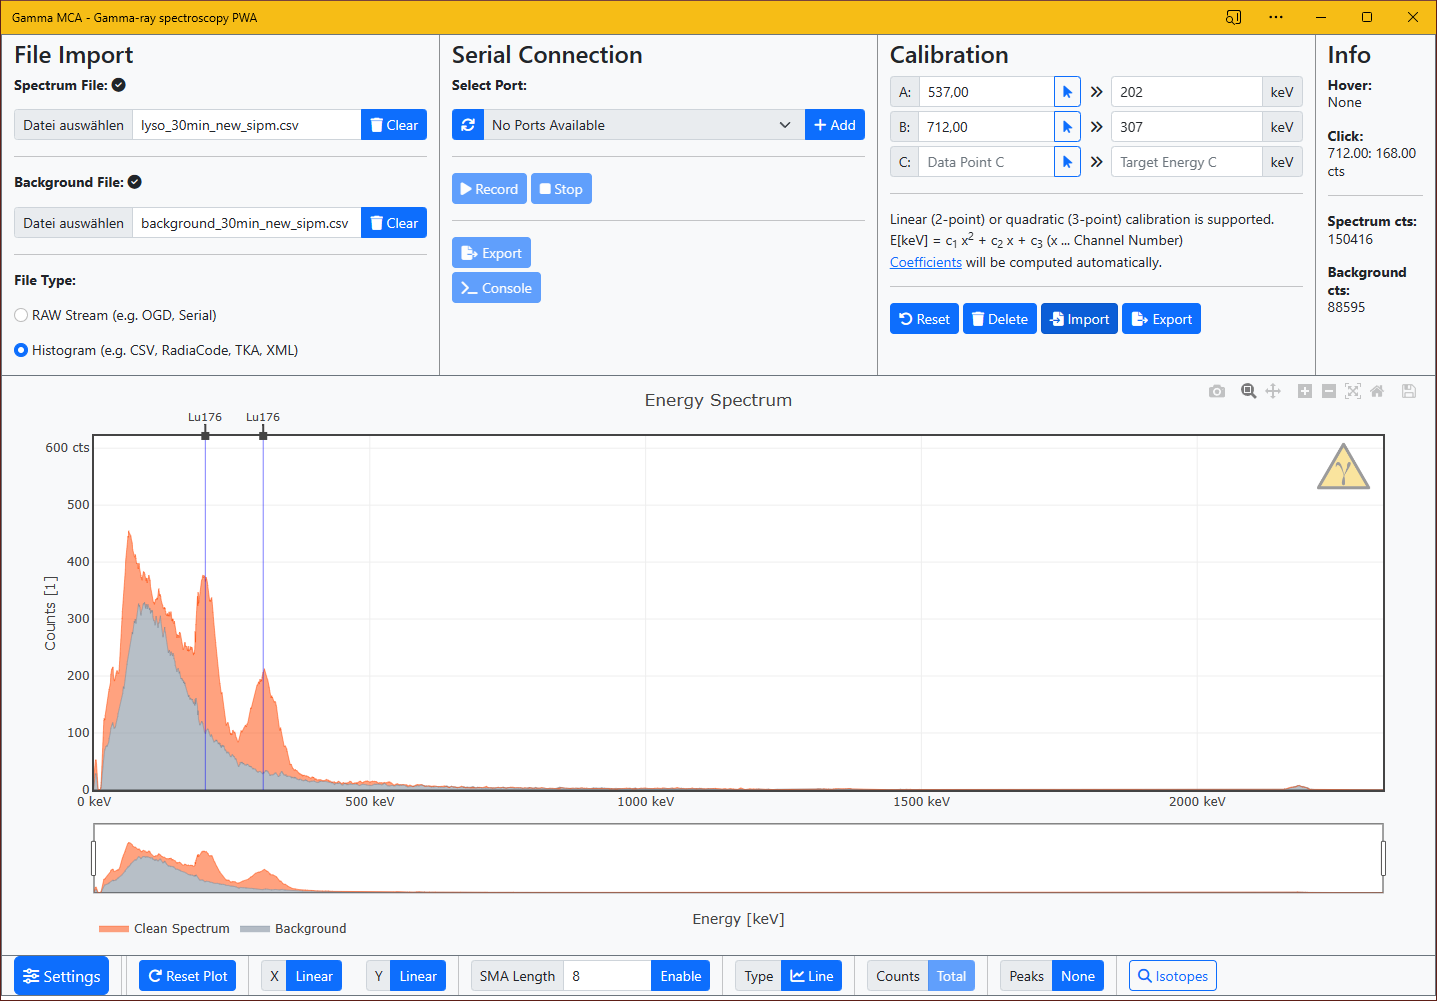 Gamma MCA - Gamma-ray spectroscopy PWA
File Import
Spectrum File:
Datei auswählen lyso_30min_new_sipm.csv Clear
Background File:
Datei auswählen background_30min_new_sipm.csv Clear
File Type:
RAW Stream (e.g. OGD, Serial)
Histogram (e.g. CSV, RadiaCode, TKA, XML)
Serial Connection
Select Port:
No Ports Available + Add
Record Stop
Export
Console
Calibration
A: 537,00 202 keV
B: 712,00 307 keV
C: Data Point C Target Energy C keV
Linear (2-point) or quadratic (3-point) calibration is supported.
E[keV] = c₁ x² + c₂ x + c₃ (x ... Channel Number)
Coefficients will be computed automatically.
Reset Delete Import Export
Info
Hover:
None
Click:
712.00: 168.00
cts
Spectrum cts:
150416
Background
cts:
88595
Energy Spectrum
Lu176 Lu176
600 cts
500
400
300
200
100
0
Counts [1]
γ
0 keV 500 keV 1000 keV 1500 keV 2000 keV
Energy [keV]
Clean Spectrum Background
Settings Reset Plot X Linear Y Linear SMA Length 8 Enable Type Line Counts Total Peaks None Isotopes